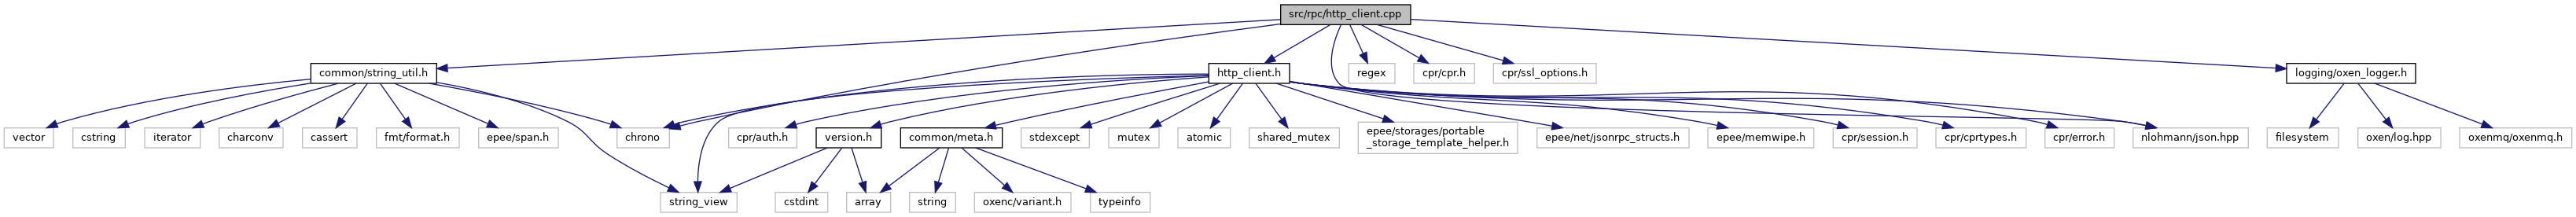 src/rpc/http_client.cpp
common/string_util.h
http_client.h
regex
cpr/cpr.h
cpr/ssl_options.h
logging/oxen_logger.h
vector
cstring
iterator
charconv
cassert
fmt/format.h
epee/span.h
chrono
cpr/auth.h
version.h
common/meta.h
stdexcept
mutex
atomic
shared_mutex
epee/storages/portable
_storage_template_helper.h
epee/net/jsonrpc_structs.h
epee/memwipe.h
cpr/session.h
cpr/cprtypes.h
cpr/error.h
nlohmann/json.hpp
filesystem
oxen/log.hpp
oxenmq/oxenmq.h
string_view
cstdint
array
string
oxenc/variant.h
typeinfo